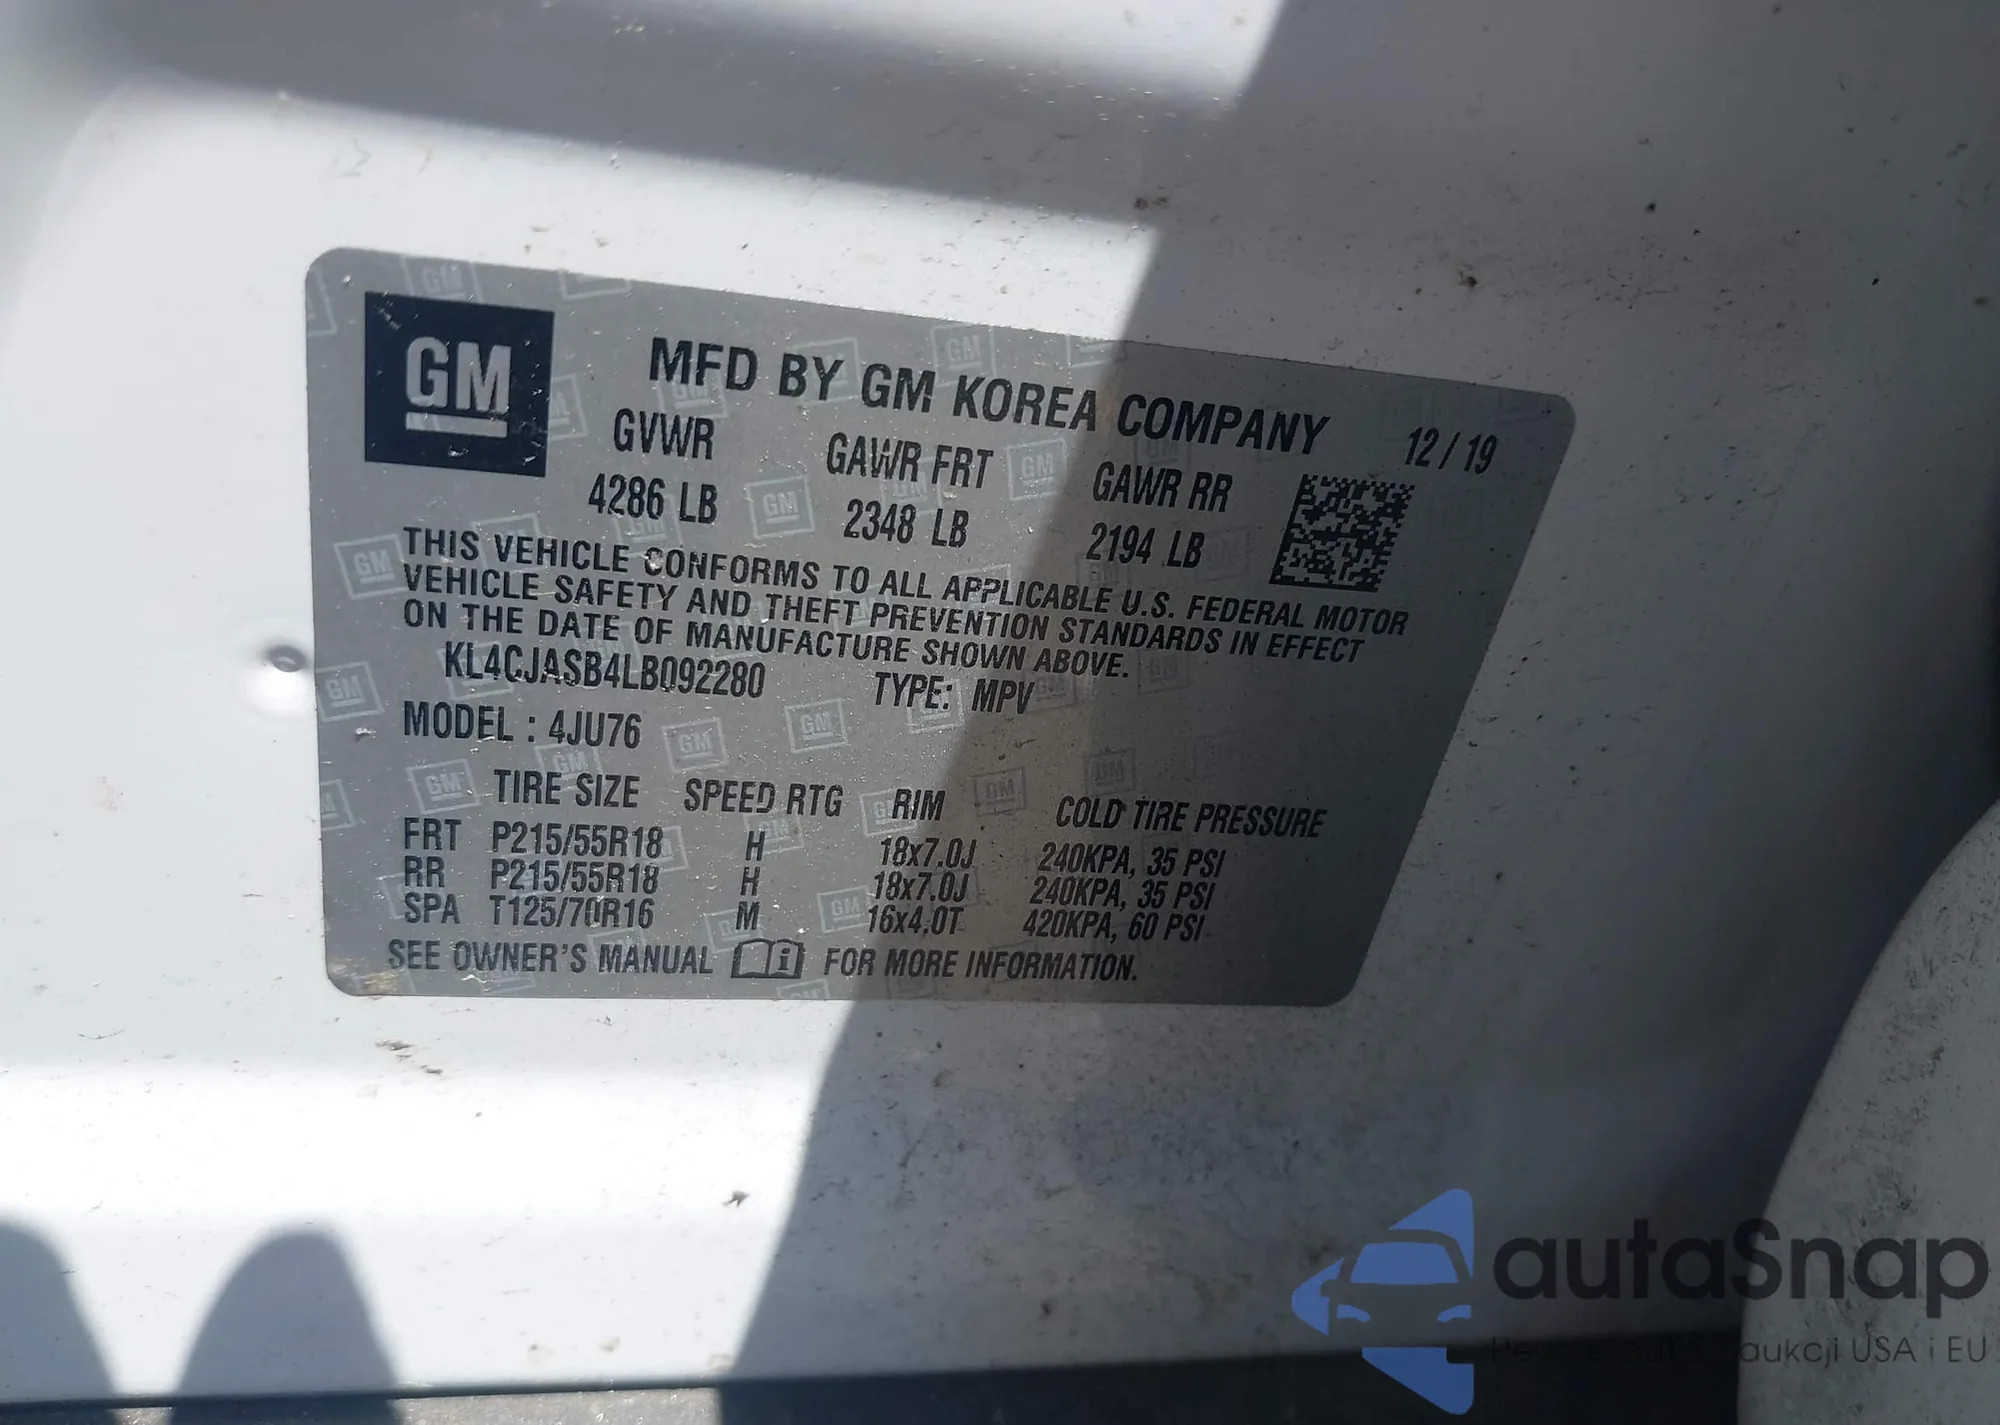 GM
MFD BY GM KOREA COMPANY 12/19
GVWR GAWR FRT GAWR RR
4286 LB 2348 LB 2194 LB
THIS VEHICLE CONFORMS TO ALL APPLICABLE U.S. FEDERAL MOTOR
VEHICLE SAFETY AND THEFT PREVENTION STANDARDS IN EFFECT
ON THE DATE OF MANUFACTURE SHOWN ABOVE.
KL4CJASB4LB092280 TYPE: MPV
MODEL : 4JU76
TIRE SIZE SPEED RTG RIM COLD TIRE PRESSURE
FRT P215/55R18 H 18x7.0J 240KPA, 35 PSI
RR P215/55R18 H 18x7.0J 240KPA, 35 PSI
SPA T125/70R16 M 16x4.0T 420KPA, 60 PSI
SEE OWNER'S MANUAL FOR MORE INFORMATION.
autaSnap
aukcji USA i EU